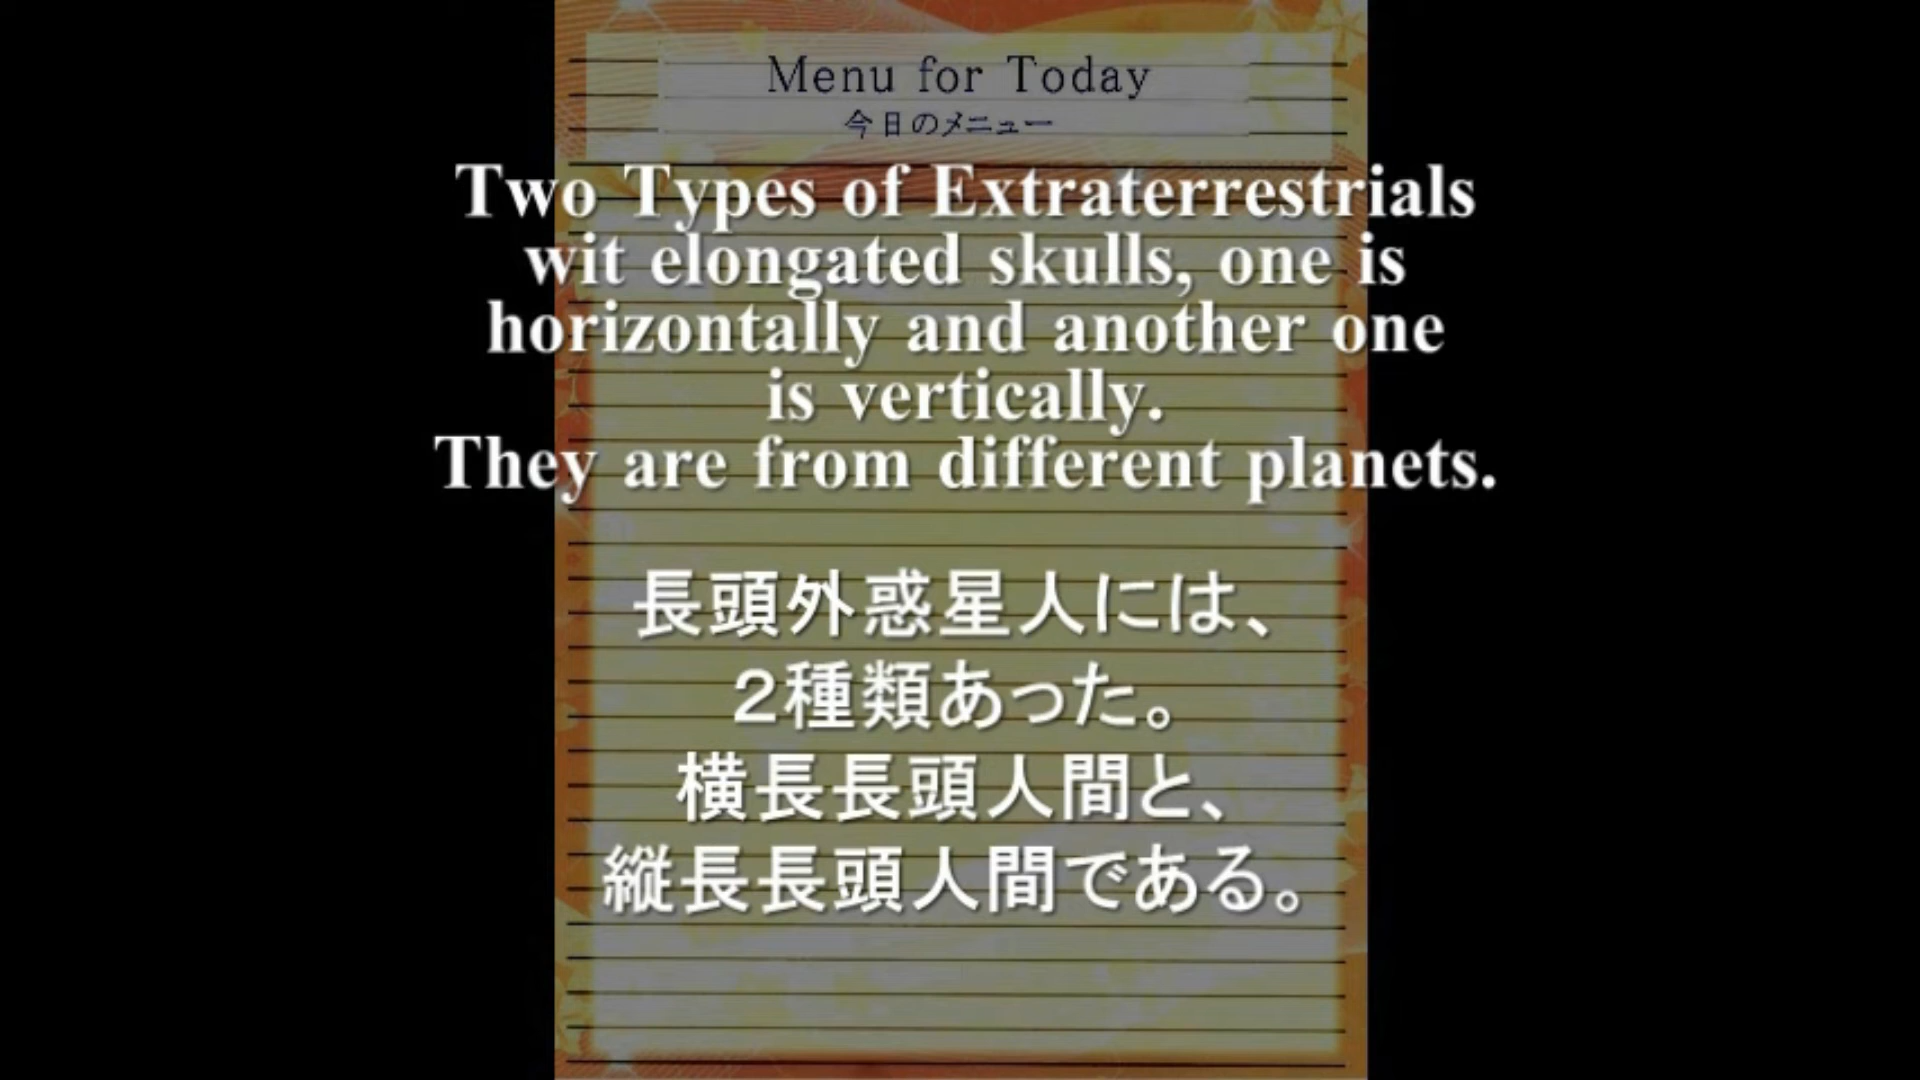 Menu for Today
今日のメニュー
Two Types of Extraterrestrials
wit elongated skulls, one is
horizontally and another one
is vertically.
They are from different planets.
長頭外惑星人には、
２種類あった。
横長長頭人間と、
縦長長頭人間である。